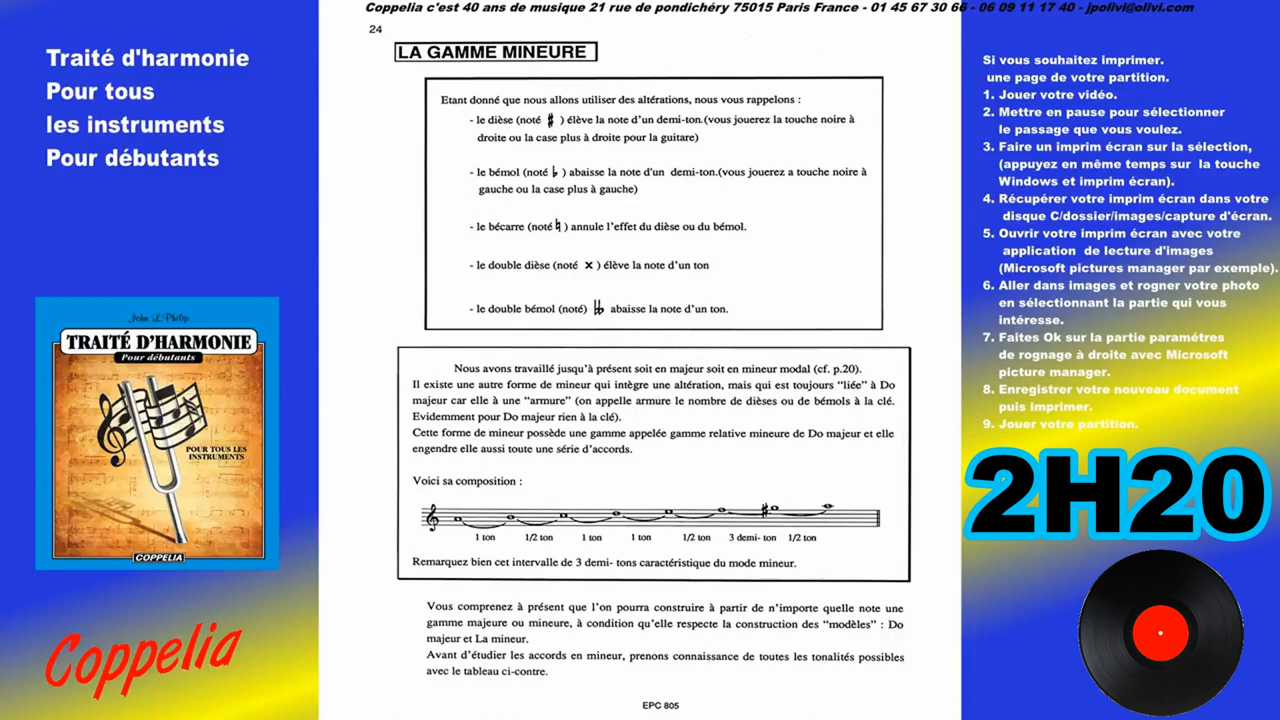 Coppelia c'est 40 ans de musique 21 rue de pondichéry 75015 Paris France - 01 45 67 30 66 - 06 09 11 17 40 - jpolivi@olivi.com
Traité d'harmonie
Pour tous
les instruments
Pour débutants
John L. Philip
TRAITÉ D'HARMONIE
Pour débutants
POUR TOUS LES
INSTRUMENTS
COPPELIA
Coppelia
24
LA GAMME MINEURE
Etant donné que nous allons utiliser des altérations, nous vous rappelons :
- le dièse (noté ♯ ) élève la note d'un demi-ton.(vous jouerez la touche noire à
droite ou la case plus à droite pour la guitare)
- le bémol (noté ♭ ) abaisse la note d'un demi-ton.(vous jouerez a touche noire à
gauche ou la case plus à gauche)
- le bécarre (noté ♮ ) annule l'effet du dièse ou du bémol.
- le double dièse (noté × ) élève la note d'un ton
- le double bémol (noté) ♭♭ abaisse la note d'un ton.
Nous avons travaillé jusqu'à présent soit en majeur soit en mineur modal (cf. p.20).
Il existe une autre forme de mineur qui intègre une altération, mais qui est toujours "liée" à Do
majeur car elle à une "armure" (on appelle armure le nombre de dièses ou de bémols à la clé.
Evidemment pour Do majeur rien à la clé).
Cette forme de mineur possède une gamme appelée gamme relative mineure de Do majeur et elle
engendre elle aussi toute une série d'accords.
Voici sa composition :
1 ton 1/2 ton 1 ton 1 ton 1/2 ton 3 demi- ton 1/2 ton
Remarquez bien cet intervalle de 3 demi- tons caractéristique du mode mineur.
Vous comprenez à présent que l'on pourra construire à partir de n'importe quelle note une
gamme majeure ou mineure, à condition qu'elle respecte la construction des "modèles" : Do
majeur et La mineur.
Avant d'étudier les accords en mineur, prenons connaissance de toutes les tonalités possibles
avec le tableau ci-contre.
EPC 805
Si vous souhaitez imprimer.
une page de votre partition.
1. Jouer votre vidéo.
2. Mettre en pause pour sélectionner
le passage que vous voulez.
3. Faire un imprim écran sur la sélection,
(appuyez en même temps sur la touche
Windows et imprim écran).
4. Récupérer votre imprim écran dans votre
disque C/dossier/images/capture d'écran.
5. Ouvrir votre imprim écran avec votre
application de lecture d'images
(Microsoft pictures manager par exemple).
6. Aller dans images et rogner votre photo
en sélectionnant la partie qui vous
intéresse.
7. Faites Ok sur la partie paramétres
de rognage à droite avec Microsoft
picture manager.
8. Enregistrer votre nouveau document
puis imprimer.
9. Jouer votre partition.
2H20